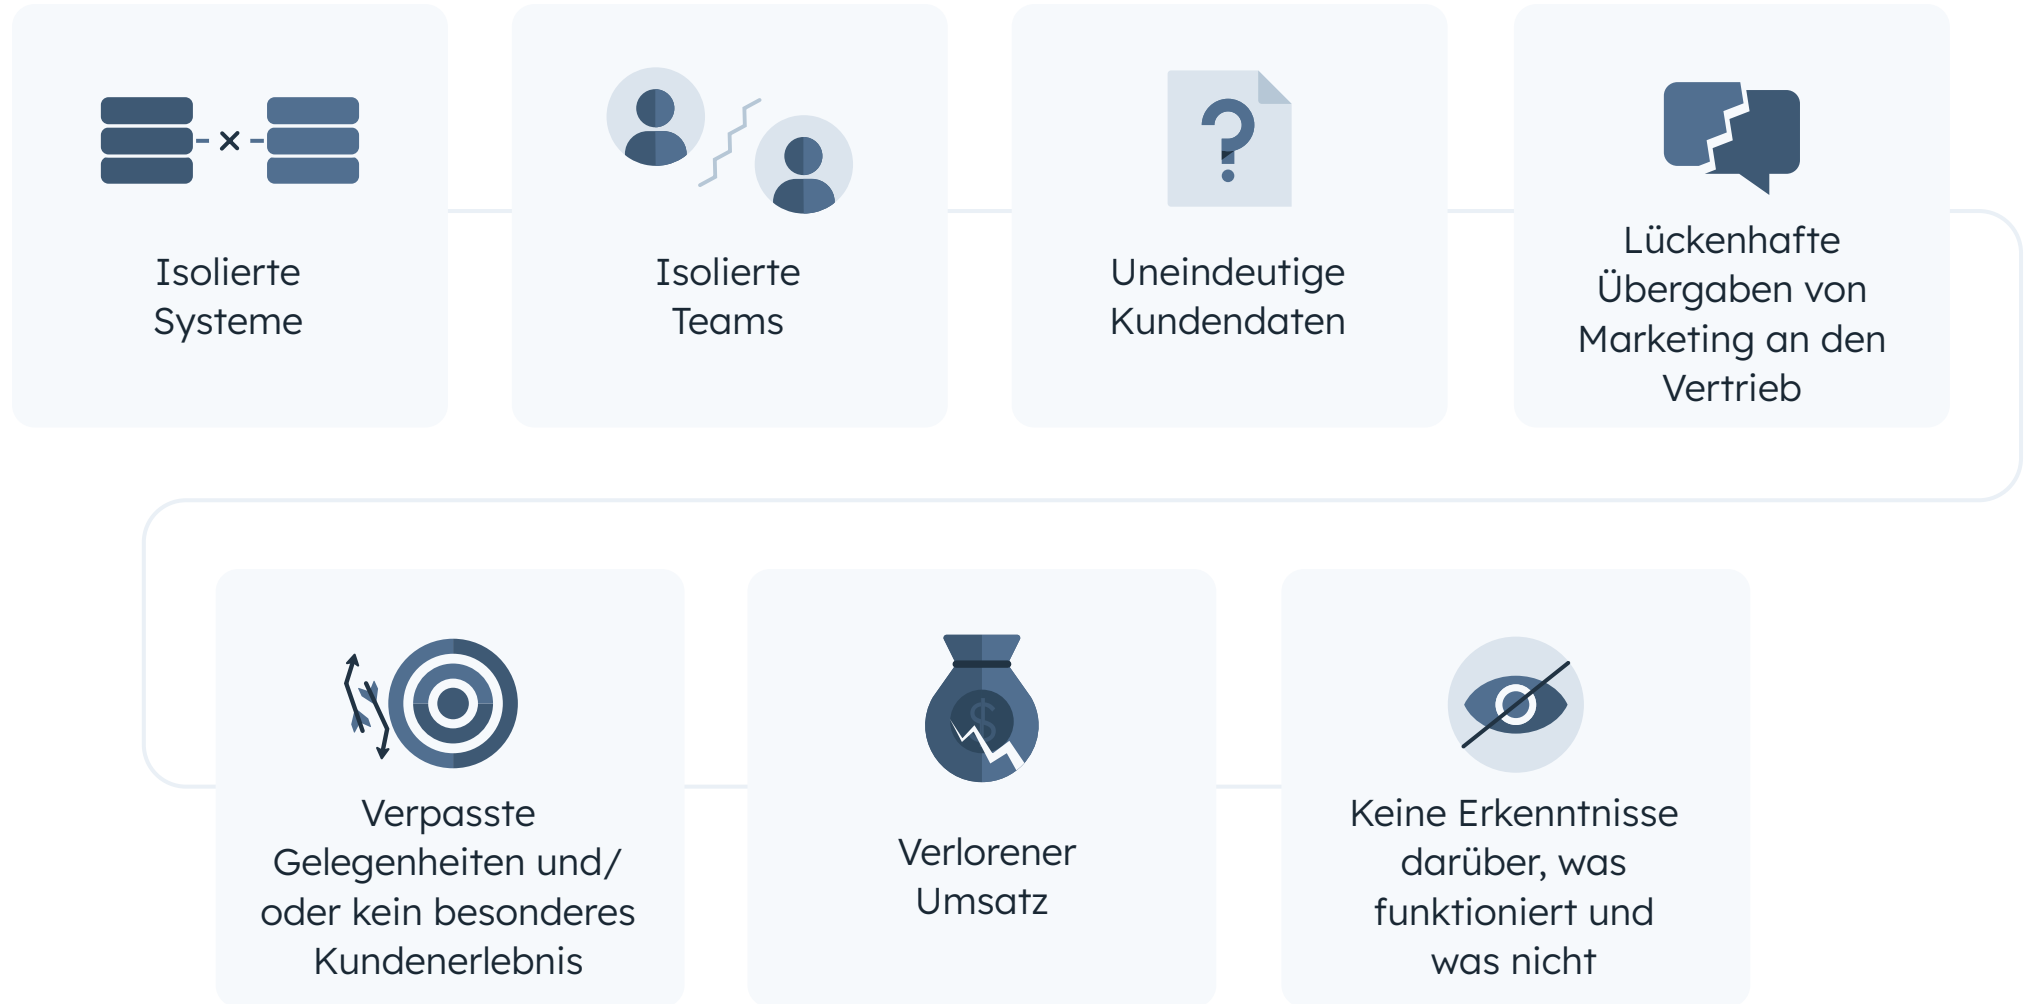 Isolierte
Systeme
Isolierte
Teams
Uneindeutige
Kundendaten
Lückenhafte
Übergaben von
Marketing an den
Vertrieb
Verpasste
Gelegenheiten und/
oder kein besonderes
Kundenerlebnis
$
Verlorener
Umsatz
Keine Erkenntnisse
darüber, was
funktioniert und
was nicht